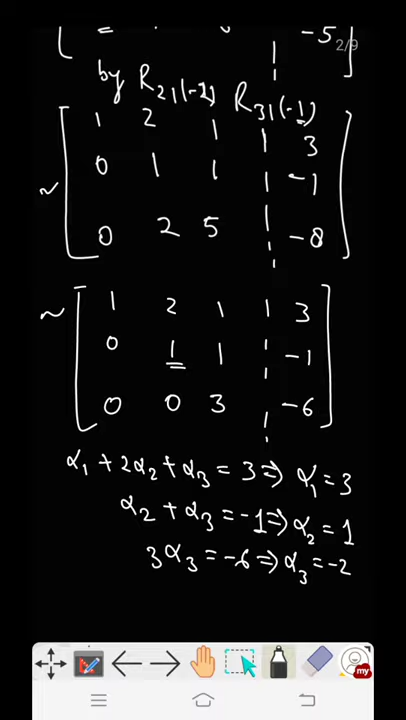 -5
2/9
by R21(-2) R31(-1)
1 2 1 | 3
0 1 1 | -1
~ 0 2 5 | -8
~ 1 2 1 | 3
0 1 1 | -1
0 0 3 | -6
α1 + 2α2 + α3 = 3 ⇒ α1 = 3
α2 + α3 = -1 ⇒ α2 = 1
3α3 = -6 ⇒ α3 = -2
my